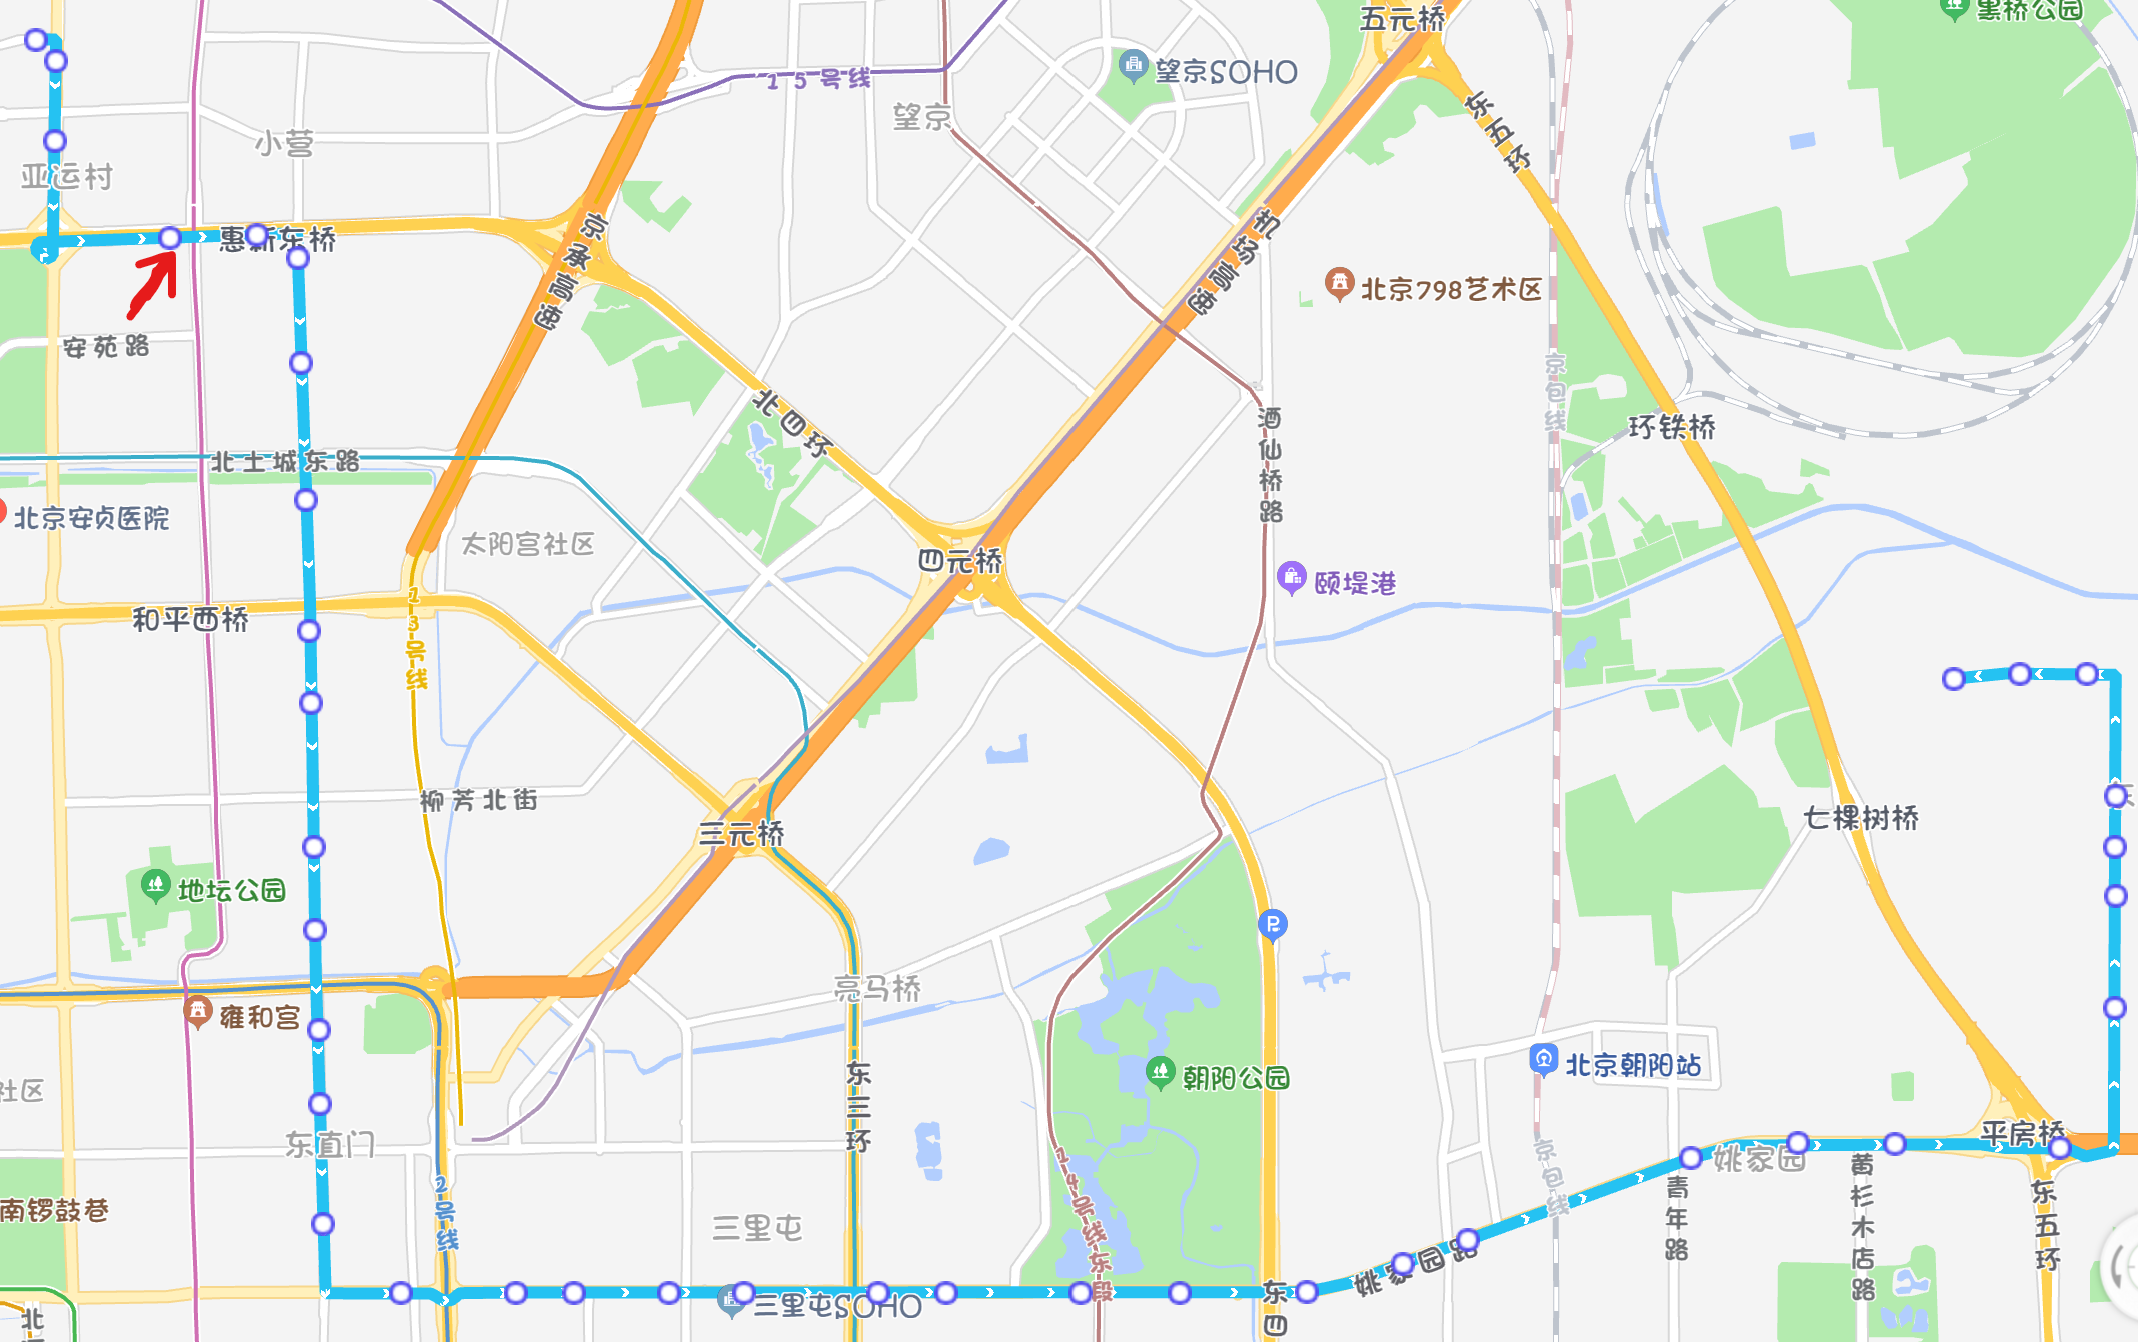 五元桥
黑桥公园
15号线
望京SOHO
望京
东五环
小营
亚运村
惠新东桥
京承高速
机场高速
北京798艺术区
安苑路
京包线
北四环
酒仙桥路
环铁桥
北土城东路
北京安贞医院
太阳宫社区
四元桥
颐堤港
13号线
和平西桥
柳芳北街
三元桥
七棵树桥
地坛公园
P
亮马桥
雍和宫
北京朝阳站
朝阳公园
东三环
社区
东直门
平房桥
姚家园
京包线
青年路
黄杉木店路
东五环
14号线东段
2号线
南锣鼓巷
三里屯
姚家园路
三里屯SOHO
东四
北